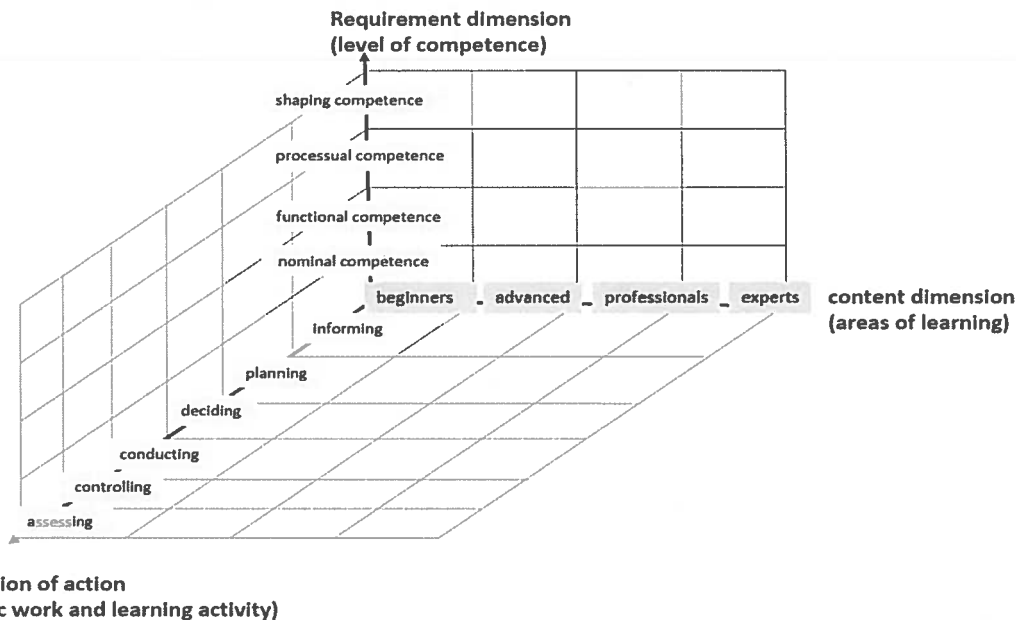 Requirement dimension
(level of competence)
shaping competence
processual competence
functional competence
nominal competence
beginners advanced professionals experts
content dimension
(areas of learning)
informing
planning
deciding
conducting
controlling
assessing
ion of action
c work and learning activity)